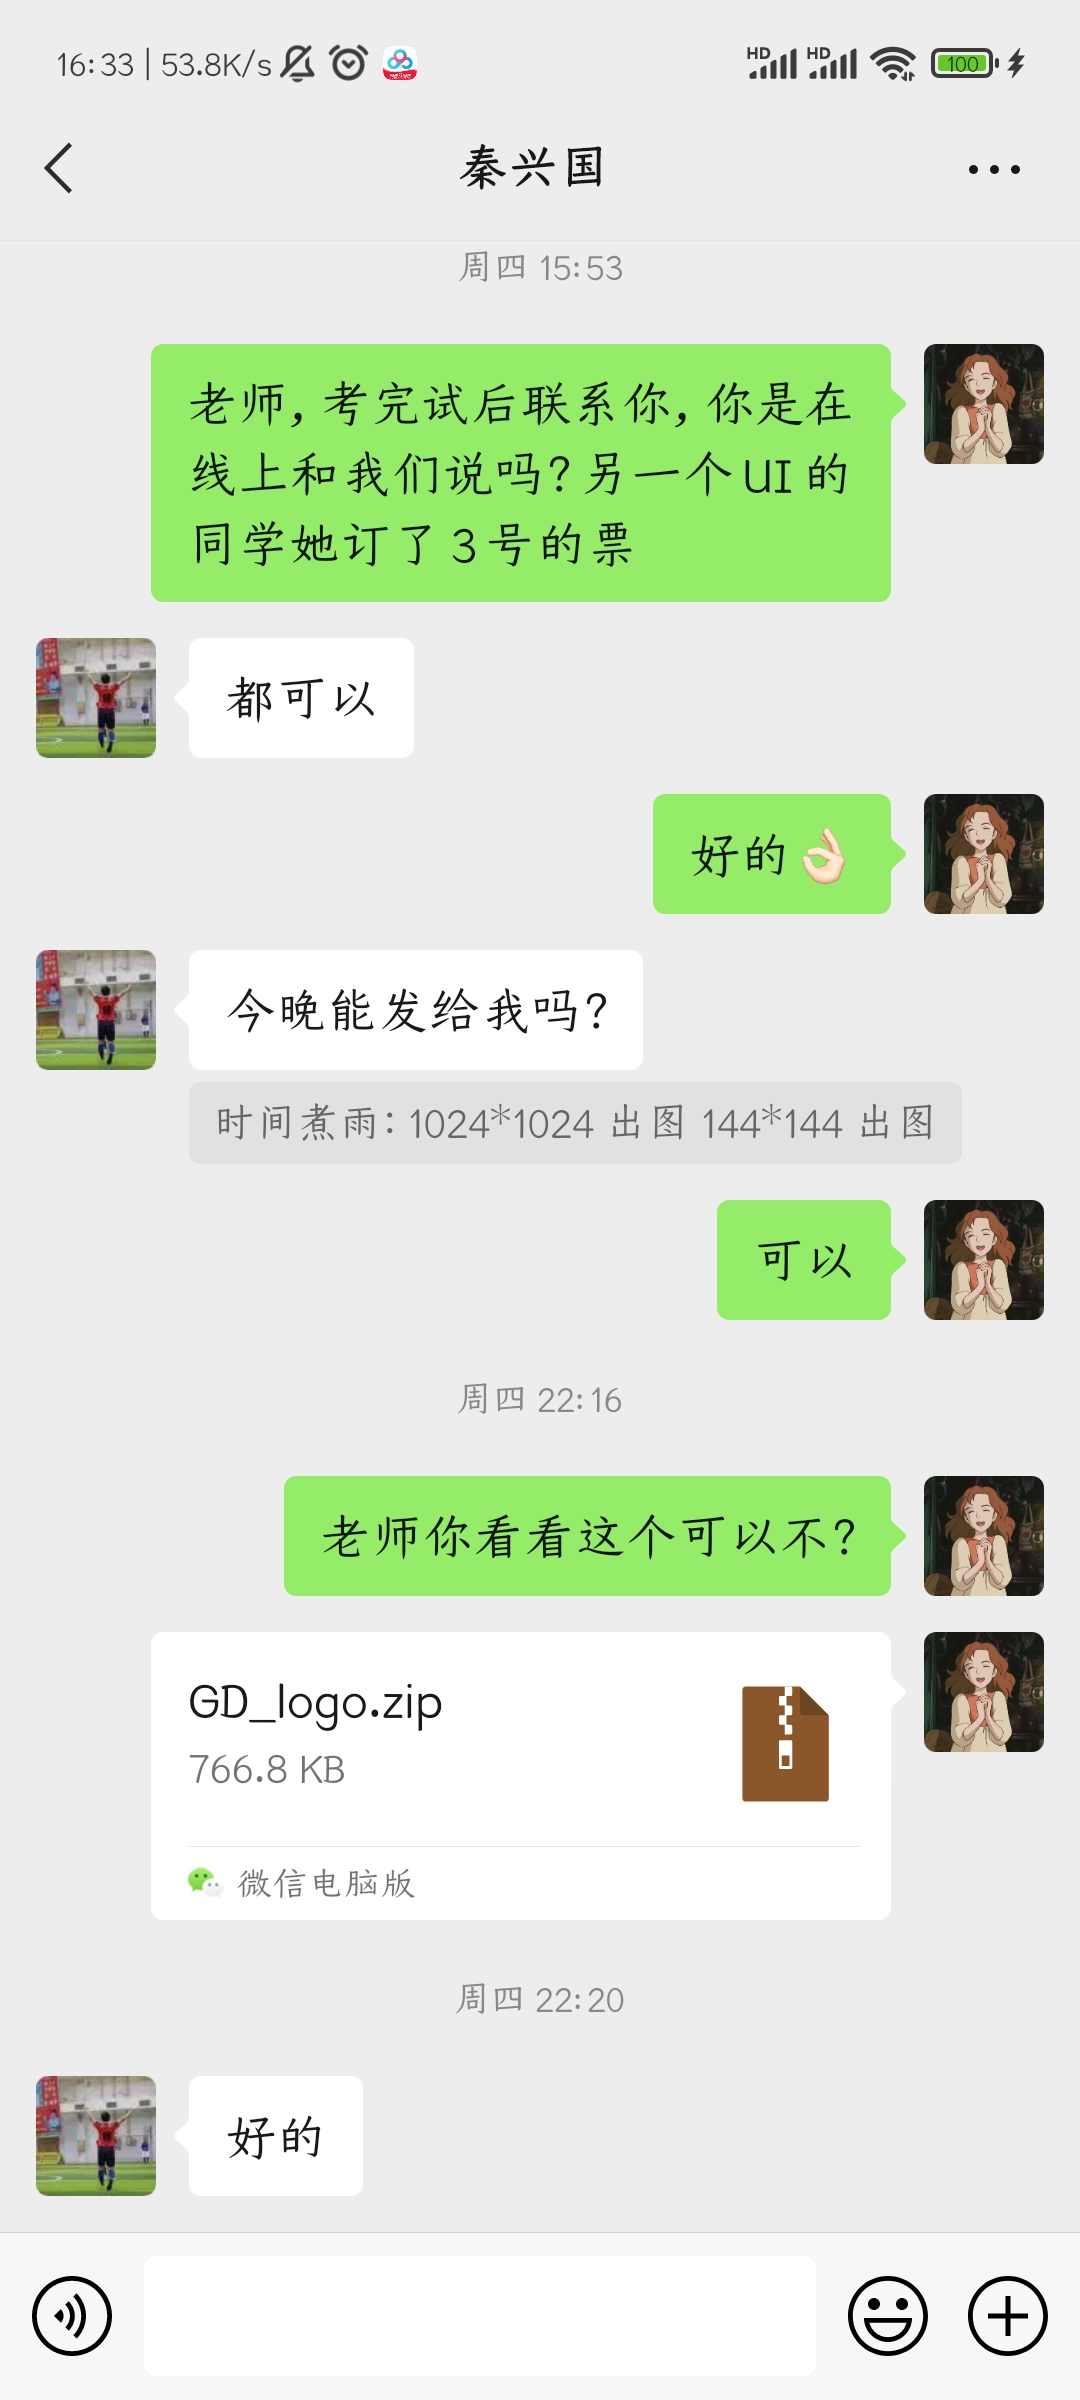 16:33 | 53.8K/s
HD HD 100
秦兴国
周四 15:53
老师，考完试后联系你，你是在
线上和我们说吗？另一个UI的
同学她订了3号的票
都可以
好的👌🏻
今晚能发给我吗？
时间煮雨：1024*1024 出图 144*144 出图
可以
周四 22:16
老师你看看这个可以不？
GD_logo.zip
766.8 KB
微信电脑版
周四 22:20
好的